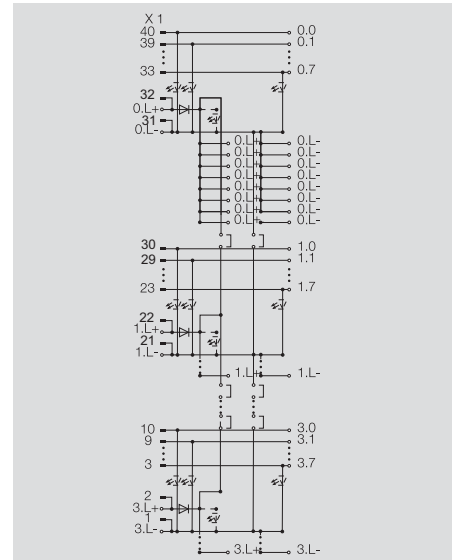 X 1
40 0.0
39 0.1
33 0.7
32
0.L+
31
0.L-
0.L+ 0.L-
0.L+ 0.L-
0.L+ 0.L-
0.L+ 0.L-
0.L+ 0.L-
0.L+ 0.L-
0.L+ 0.L-
0.L+ 0.L-
30 1.0
29 1.1
23 1.7
22
1.L+
21
1.L-
1.L+ 1.L-
10 3.0
9 3.1
3 3.7
2
3.L+
1
3.L-
3.L+ 3.L-